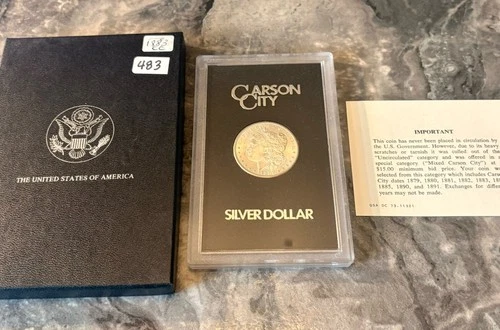 1883
CC
483
THE UNITED STATES OF AMERICA
CARSON
CITY
SILVER DOLLAR
IMPORTANT
This coin has never been placed in circulation by
the U.S. Government. However, due to its heavy
scratches or tarnish it was culled out of the
"Uncirculated" category and was offered in a
special category ("Mixed Carson City") at
$15.00 minimum bid price. Your coin was
selected from this category which includes Carson
City dates 1879, 1880, 1881, 1882, 1883, 
1885, 1890, and 1891. Exchanges for different
years may not be made.